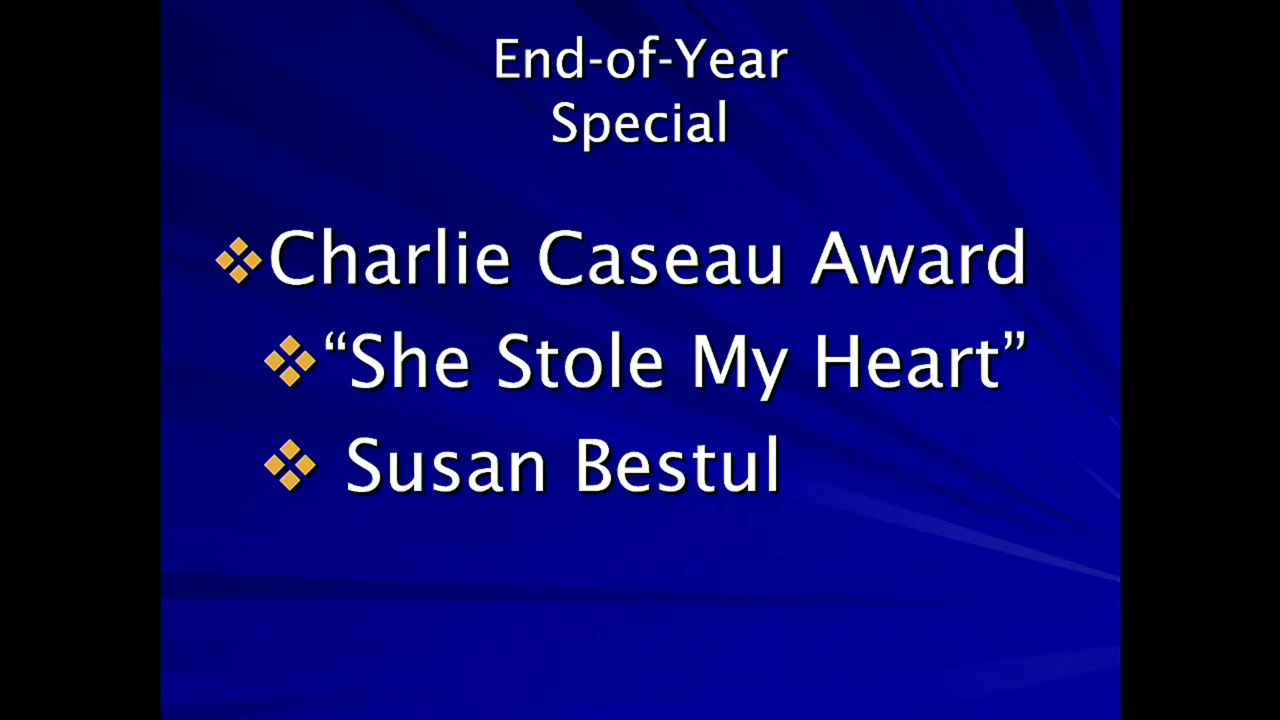 End-of-Year
Special
Charlie Caseau Award
“She Stole My Heart”
Susan Bestul